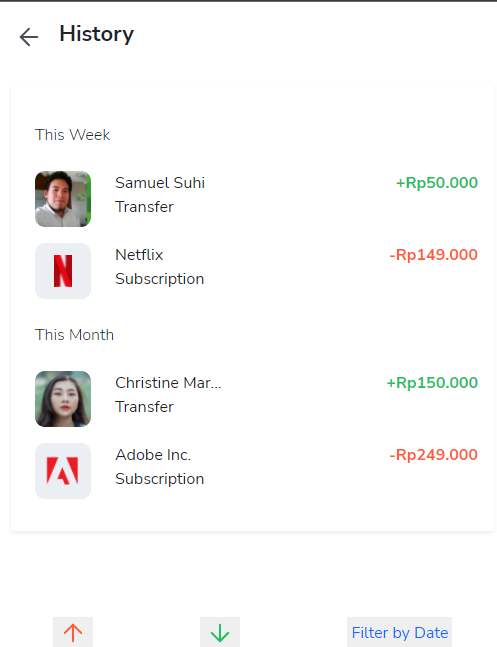 History
This Week
Samuel Suhi
+Rp50.000
Transfer
Netflix
-Rp149.000
Subscription
This Month
Christine Mar...
+Rp150.000
Transfer
Adobe Inc.
-Rp249.000
Subscription
Filter by Date